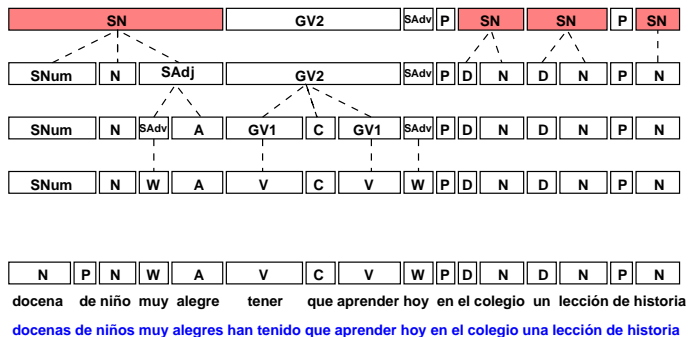 SN GV2 SAdv P SN SN P SN
SNum N SAdj GV2 SAdv P D N D N P N
SNum N SAdv A GV1 C GV1 SAdv P D N D N P N
SNum N W A V C V W P D N D N P N
N P N W A V C V W P D N D N P N
docena de niño muy alegre tener que aprender hoy en el colegio un lección de historia
docenas de niños muy alegres han tenido que aprender hoy en el colegio una lección de historia